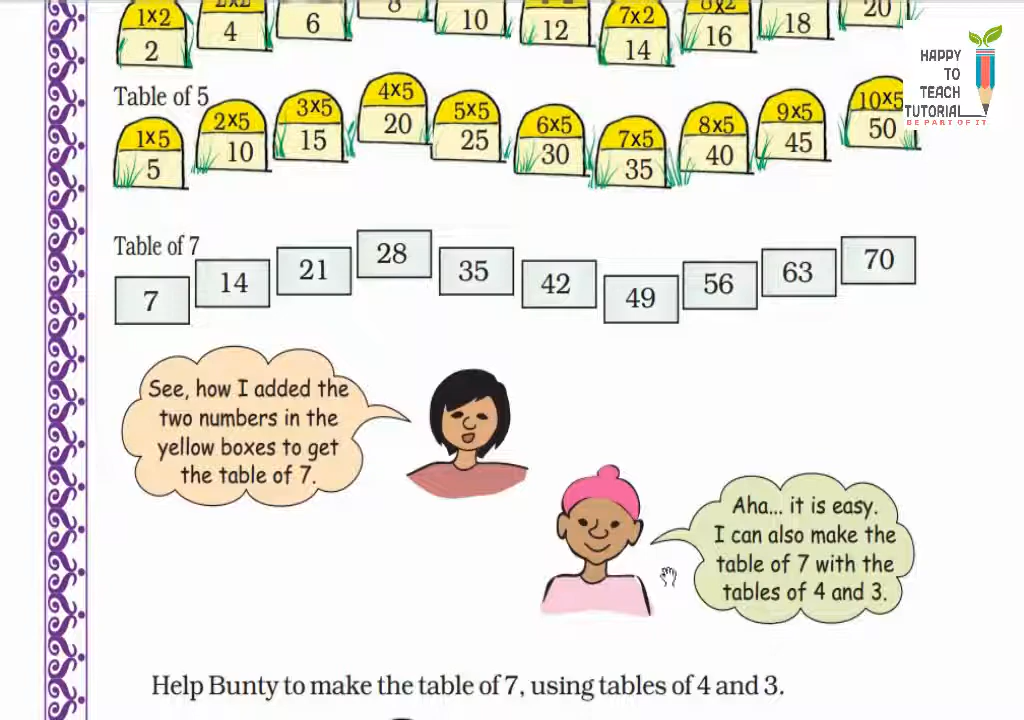 1x2 2x2 7x2 8x2
2 4 6 8 10 12 14 16 18 20
HAPPY
TO
TEACH
TUTORIAL
BE PART OF IT
Table of 5
1x5 2x5 3x5 4x5 5x5 6x5 7x5 8x5 9x5 10x5
5 10 15 20 25 30 35 40 45 50
Table of 7
7 14 21 28 35 42 49 56 63 70
See, how I added the
two numbers in the
yellow boxes to get
the table of 7.
Aha... it is easy.
I can also make the
table of 7 with the
tables of 4 and 3.
Help Bunty to make the table of 7, using tables of 4 and 3.